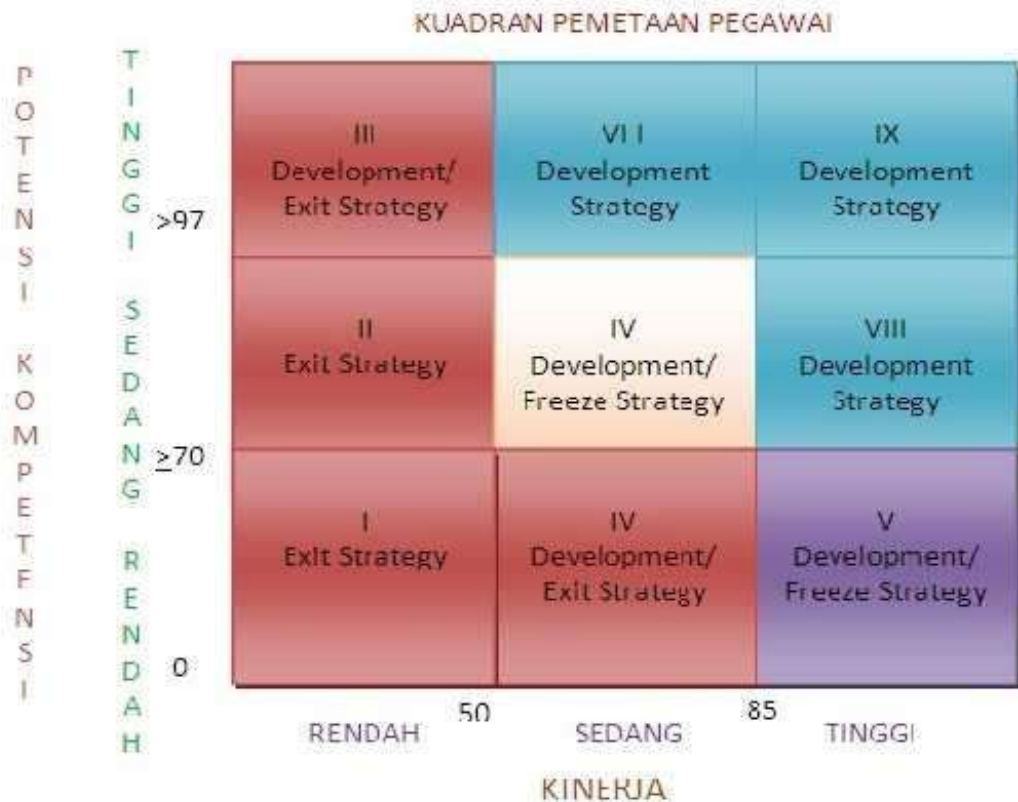 KUADRAN PEMETAAN PEGAWAI
POTENSI KOMPETENSI
TINGGI SEDANG RENDAH
III
Development/
Exit Strategy
VI I
Development
Strategy
IX
Development
Strategy
>97
II
Exit Strategy
IV
Development/
Freeze Strategy
VIII
Development
Strategy
≥70
I
Exit Strategy
IV
Development/
Exit Strategy
V
Development/
Freeze Strategy
0
50
85
RENDAH
SEDANG
TINGGI
KINERJA